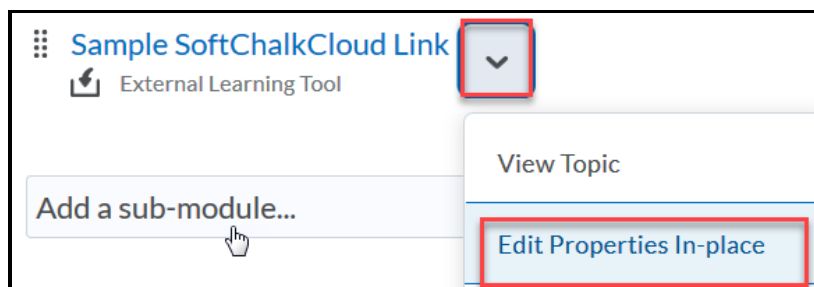 Sample SoftChalkCloud Link
External Learning Tool
View Topic
Add a sub-module...
Edit Properties In-place